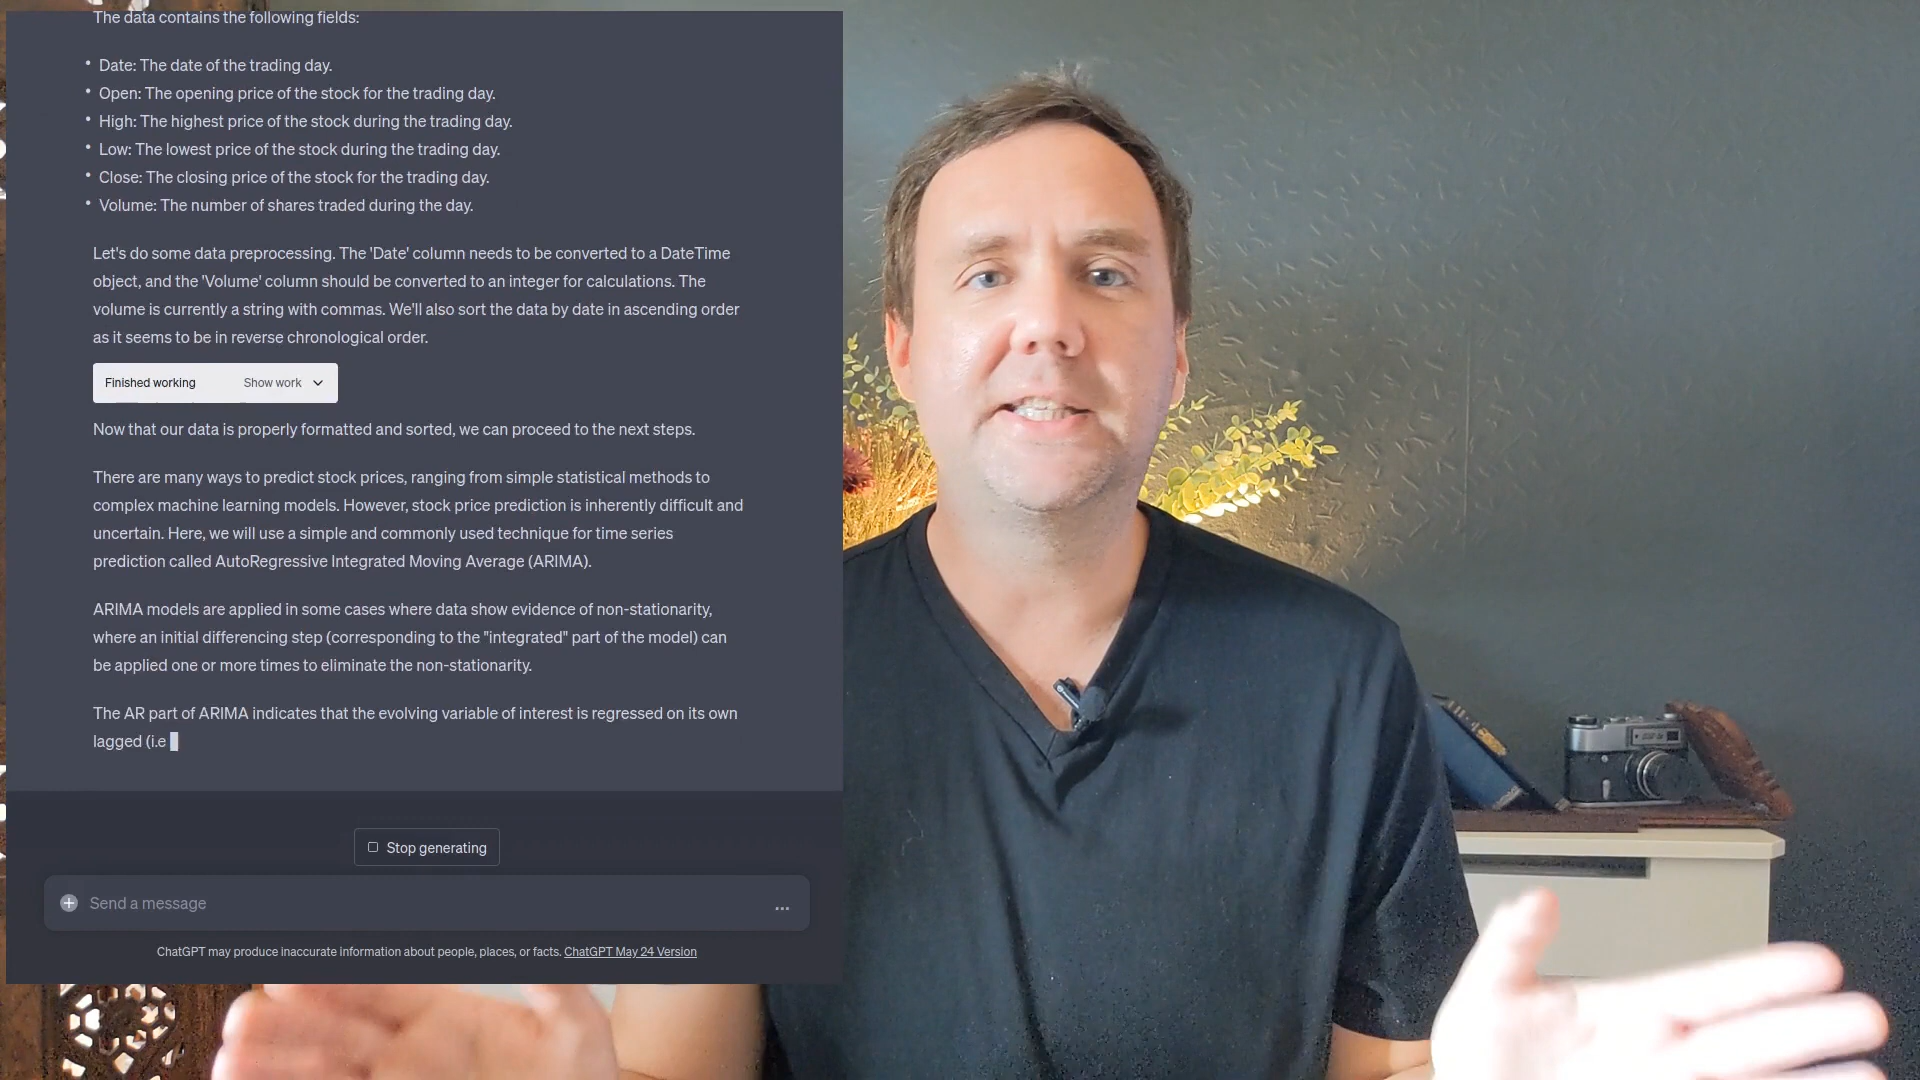 The data contains the following fields:
• Date: The date of the trading day.
• Open: The opening price of the stock for the trading day.
• High: The highest price of the stock during the trading day.
• Low: The lowest price of the stock during the trading day.
• Close: The closing price of the stock for the trading day.
• Volume: The number of shares traded during the day.
Let's do some data preprocessing. The 'Date' column needs to be converted to a DateTime
object, and the 'Volume' column should be converted to an integer for calculations. The
volume is currently a string with commas. We'll also sort the data by date in ascending order
as it seems to be in reverse chronological order.
Finished working Show work
Now that our data is properly formatted and sorted, we can proceed to the next steps.
There are many ways to predict stock prices, ranging from simple statistical methods to
complex machine learning models. However, stock price prediction is inherently difficult and
uncertain. Here, we will use a simple and commonly used technique for time series
prediction called AutoRegressive Integrated Moving Average (ARIMA).
ARIMA models are applied in some cases where data show evidence of non-stationarity,
where an initial differencing step (corresponding to the "integrated" part of the model) can
be applied one or more times to eliminate the non-stationarity.
The AR part of ARIMA indicates that the evolving variable of interest is regressed on its own
lagged (i.e
Stop generating
Send a message ...
ChatGPT may produce inaccurate information about people, places, or facts. ChatGPT May 24 Version